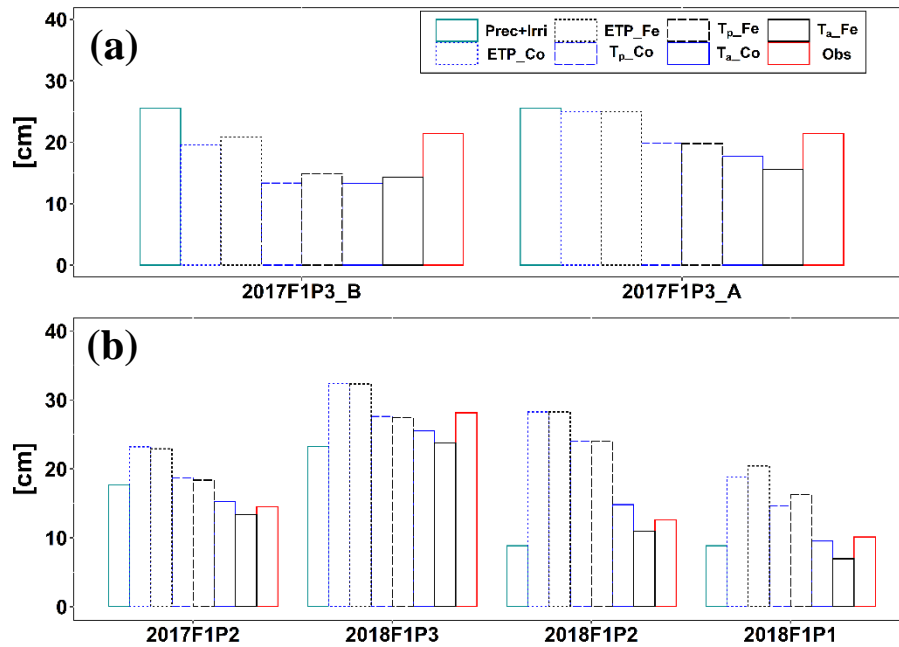 40
30
20
10
0
[cm]
(a)
Prec+Irri ETP_Fe Tp_Fe Ta_Fe
ETP_Co Tp_Co Ta_Co Obs
2017F1P3_B 2017F1P3_A
40
30
20
10
0
[cm]
(b)
2017F1P2 2018F1P3 2018F1P2 2018F1P1